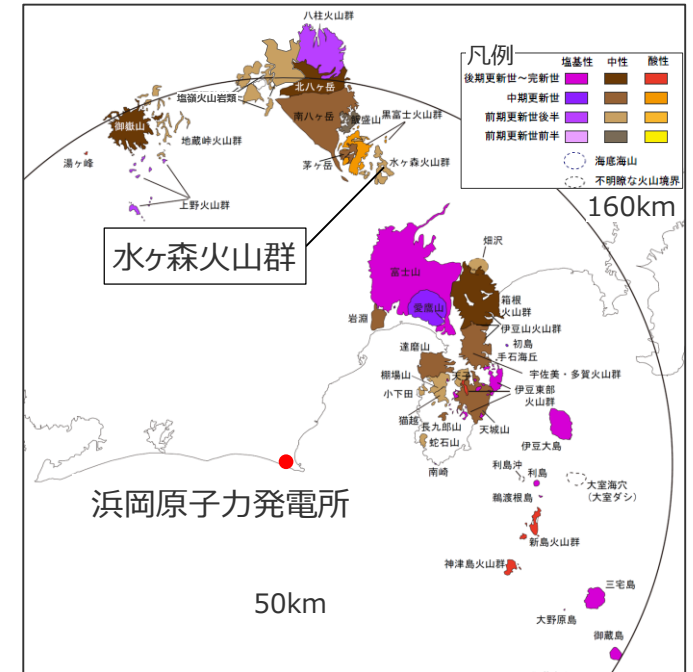 八柱火山群
凡例
塩基性 中性 酸性
後期更新世～完新世
中期更新世
前期更新世後半
前期更新世前半
海底海山
不明瞭な火山境界
160km
塩嶺火山岩類
北八ヶ岳
御嶽山
南八ヶ岳
飯盛山
黒富士火山群
地蔵峠火山群
湯ヶ峰
茅ヶ岳
水ヶ森火山群
上野火山群
水ヶ森火山群
畑沢
富士山
箱根
火山群
愛鷹山
岩淵
伊豆山火山群
初島
達磨山
手石海丘
棚場山
天子
宇佐美・多賀火山群
小下田
伊豆東部
火山群
猫越
長九郎山
天城山
蛇石山
伊豆大島
南崎
利島沖
利島
大室海穴
(大室ダシ)
浜岡原子力発電所
鵜渡根島
新島火山群
神津島火山群
三宅島
50km
大野原島
御蔵島